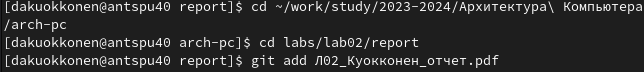 [dakuokkonen@antspu40 report]$ cd ~/work/study/2023-2024/Архитектура\ Компьютера
/arch-pc
[dakuokkonen@antspu40 arch-pc]$ cd labs/lab02/report
[dakuokkonen@antspu40 report]$ git add Л02_Куокконен_отчет.pdf